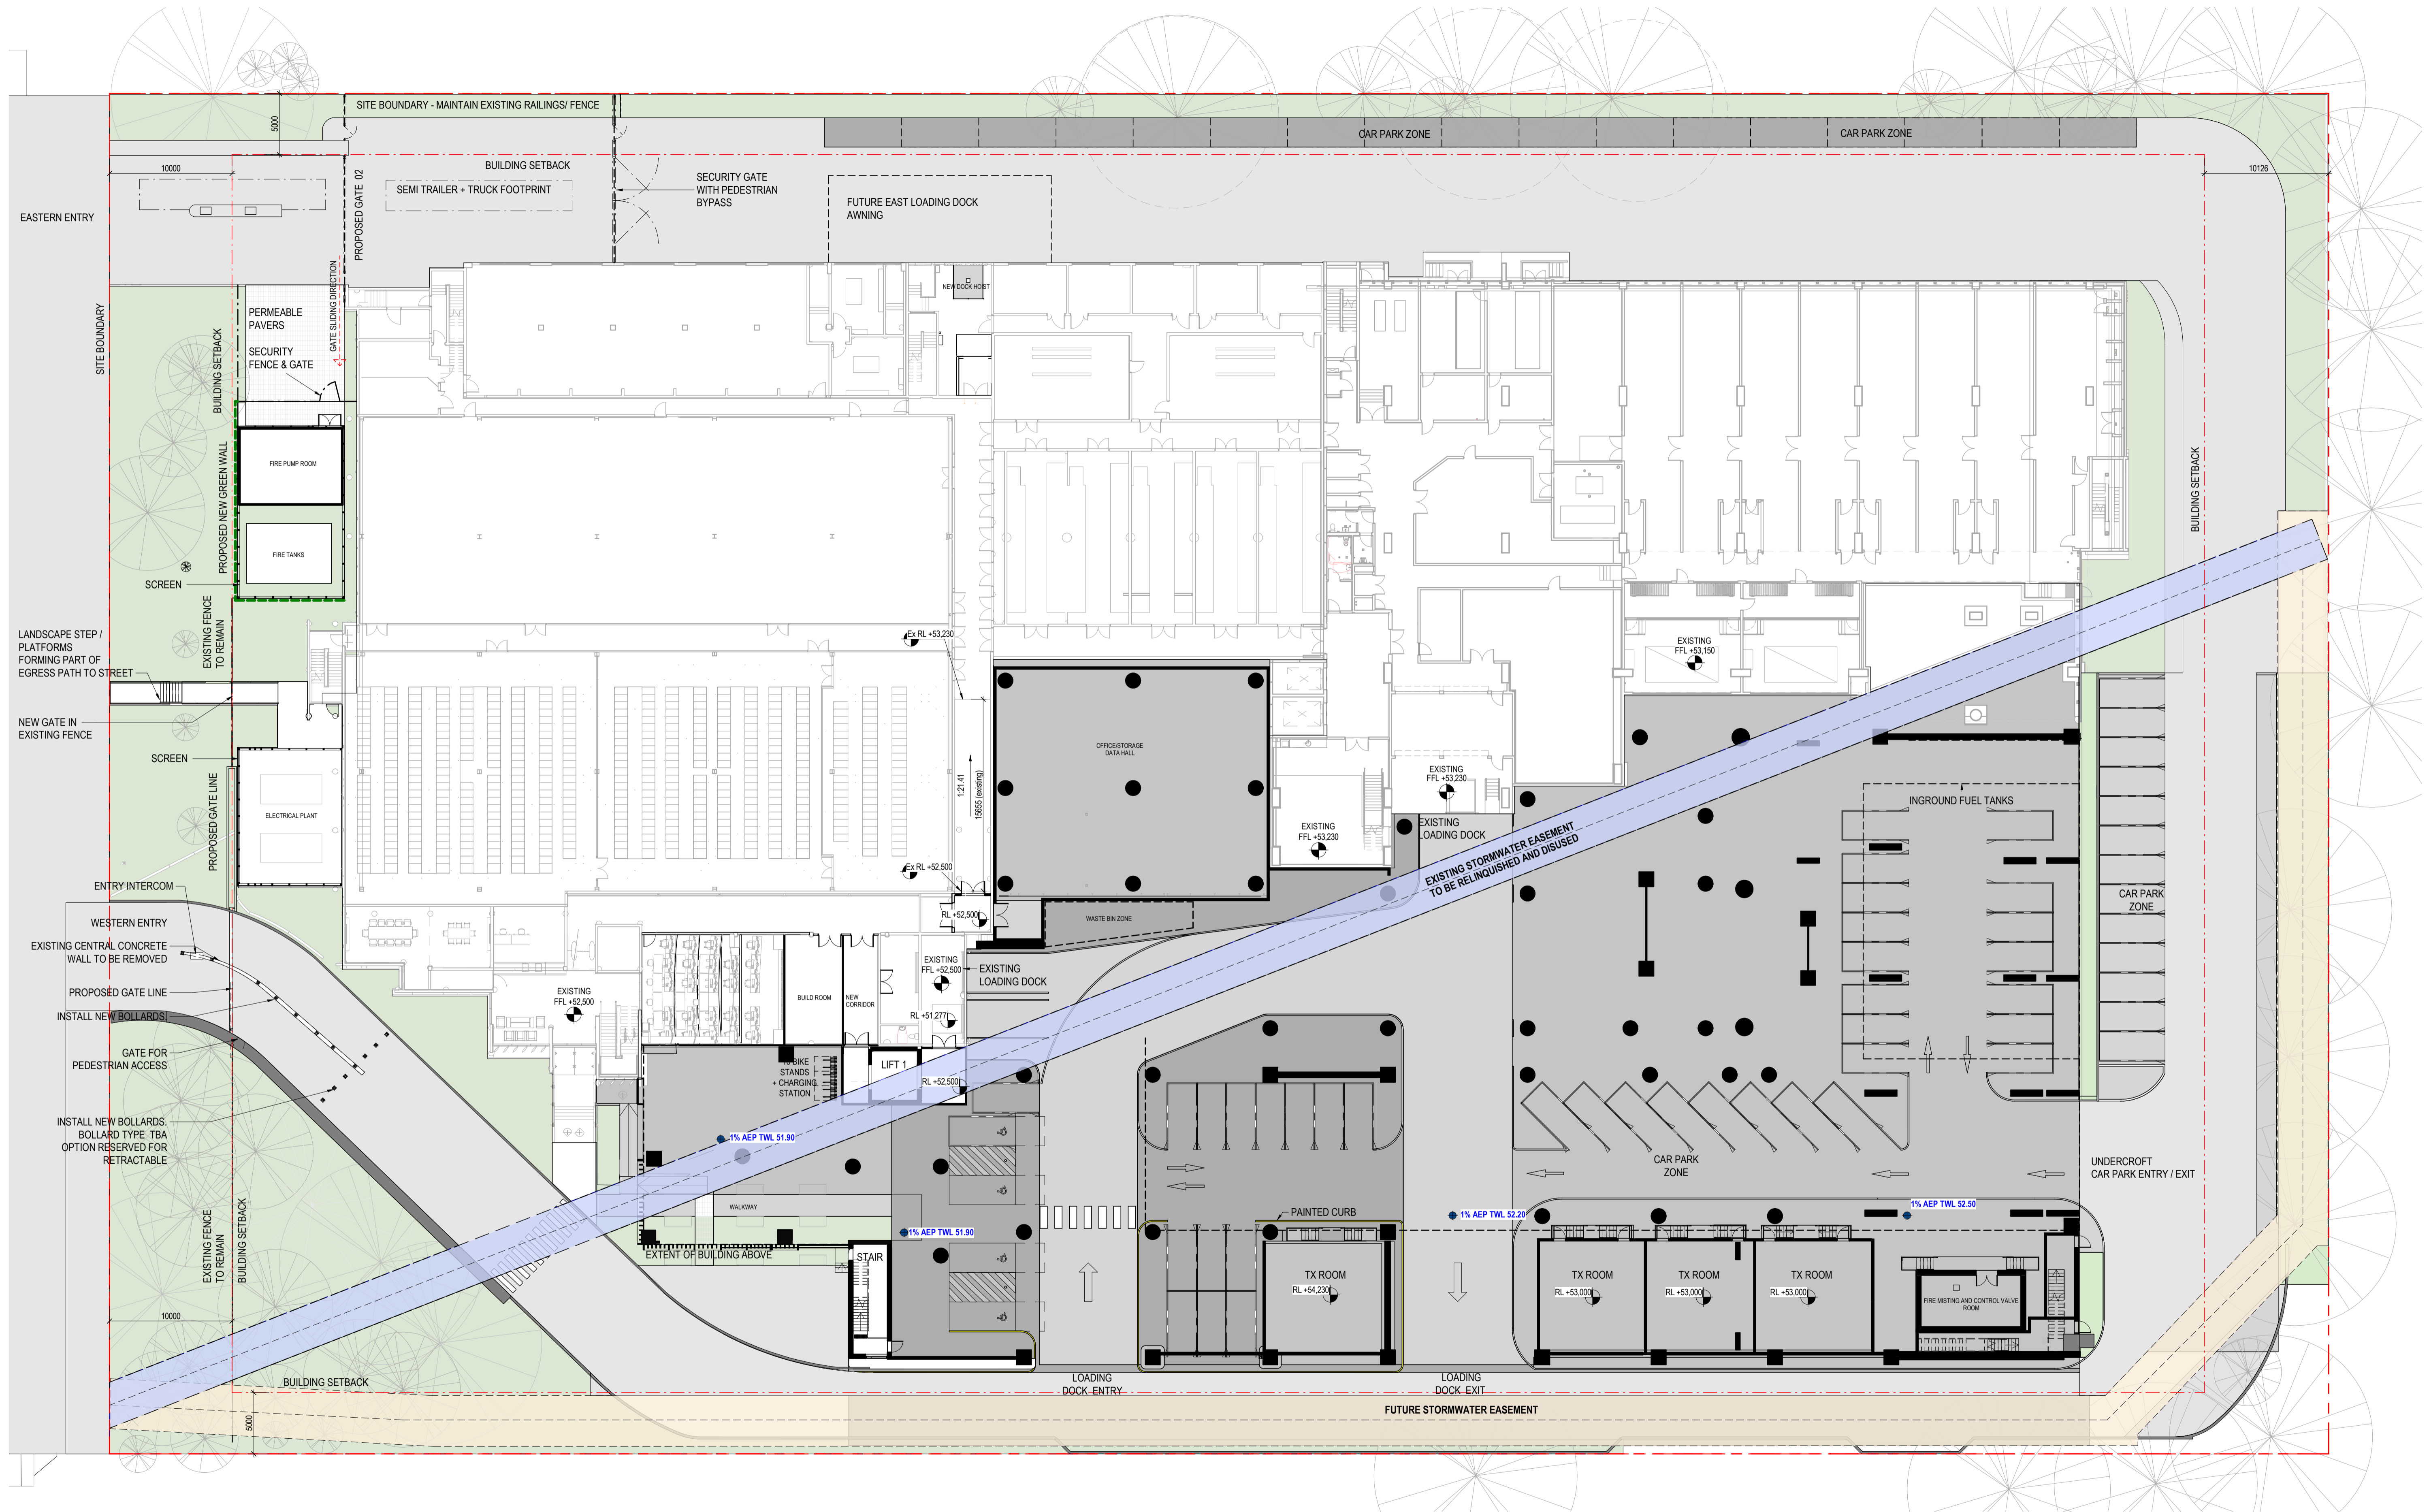 SITE BOUNDARY - MAINTAIN EXISTING RAILINGS/ FENCE
5000
CAR PARK ZONE
CAR PARK ZONE
10000
BUILDING SETBACK
10126
SEMI TRAILER + TRUCK FOOTPRINT
PROPOSED GATE 02
SECURITY GATE
WITH PEDESTRIAN
BYPASS
FUTURE EAST LOADING DOCK
AWNING
EASTERN ENTRY
GATE SLIDING DIRECTION
NEW DOCK HOIST
SITE BOUNDARY
PERMEABLE
PAVERS
SECURITY
FENCE & GATE
BUILDING SETBACK
PROPOSED NEW GREEN WALL
FIRE PUMP ROOM
FIRE TANKS
SCREEN
BUILDING SETBACK
LANDSCAPE STEP /
PLATFORMS
FORMING PART OF
EGRESS PATH TO STREET
EXISTING FENCE
TO REMAIN
Ex RL +53,230
EXISTING
FFL +53,150
NEW GATE IN
EXISTING FENCE
SCREEN
PROPOSED GATE LINE
ELECTRICAL PLANT
1:21.41
15655 (existing)
OFFICE/STORAGE
DATA HALL
EXISTING
FFL +53,230
INGROUND FUEL TANKS
EXISTING
FFL +53,230
EXISTING
LOADING DOCK
EXISTING STORMWATER EASEMENT
TO BE RELINQUISHED AND DISUSED
Ex RL +52,500
ENTRY INTERCOM
WESTERN ENTRY
EXISTING CENTRAL CONCRETE
WALL TO BE REMOVED
PROPOSED GATE LINE
INSTALL NEW BOLLARDS.
GATE FOR
PEDESTRIAN ACCESS
INSTALL NEW BOLLARDS.
BOLLARD TYPE TBA
OPTION RESERVED FOR
RETRACTABLE
RL +52,500
WASTE BIN ZONE
CAR PARK
ZONE
EXISTING
FFL +52,500
EXISTING
LOADING DOCK
EXISTING
FFL +52,500
BUILD ROOM
NEW
CORRIDOR
RL +51,277
BIKE
STANDS
+ CHARGING
STATION
LIFT 1
RL +52,500
1% AEP TWL 51.90
CAR PARK
ZONE
UNDERCROFT
CAR PARK ENTRY / EXIT
WALKWAY
1% AEP TWL 51.90
PAINTED CURB
1% AEP TWL 52.20
1% AEP TWL 52.50
EXISTING FENCE
TO REMAIN
BUILDING SETBACK
EXTENT OF BUILDING ABOVE
STAIR
TX ROOM
RL +54,230
TX ROOM
RL +53,000
TX ROOM
RL +53,000
TX ROOM
RL +53,000
FIRE MISTING AND CONTROL VALVE
ROOM
10000
BUILDING SETBACK
LOADING
DOCK ENTRY
LOADING
DOCK EXIT
5000
FUTURE STORMWATER EASEMENT